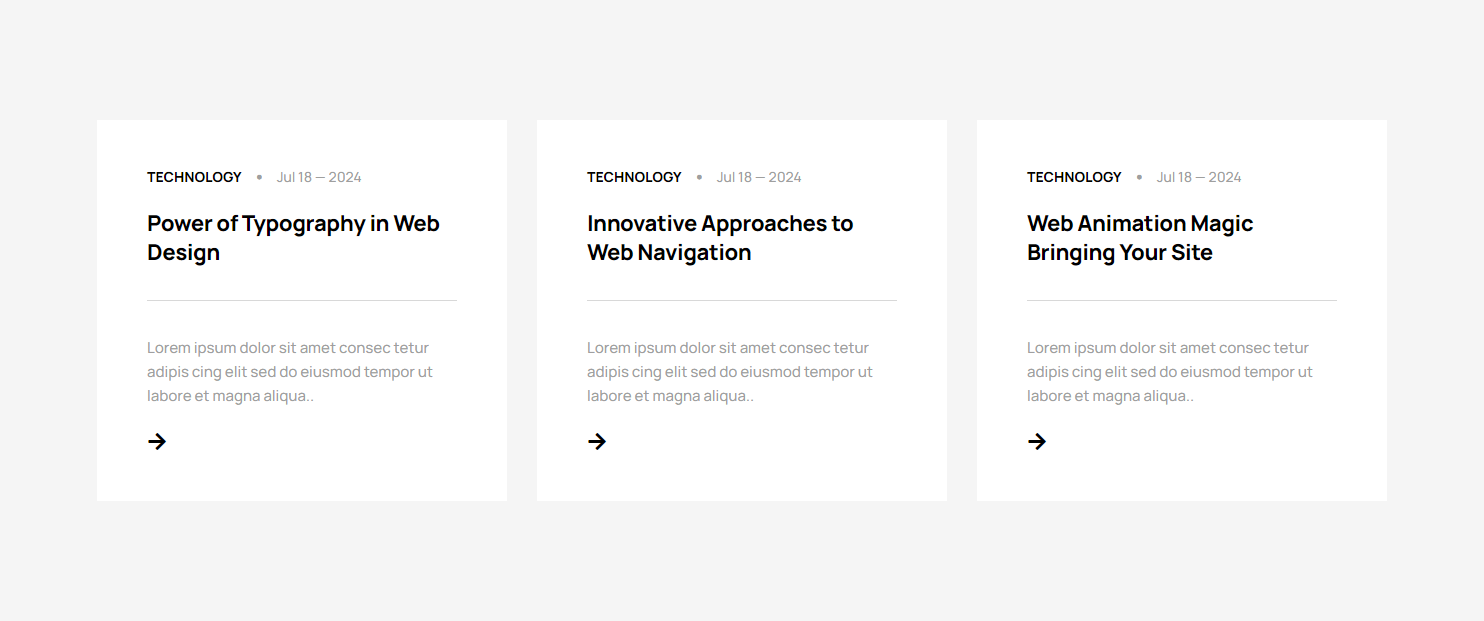 TECHNOLOGY • Jul 18 — 2024
Power of Typography in Web
Design
Lorem ipsum dolor sit amet consec tetur
adipis cing elit sed do eiusmod tempor ut
labore et magna aliqua..
TECHNOLOGY • Jul 18 — 2024
Innovative Approaches to
Web Navigation
Lorem ipsum dolor sit amet consec tetur
adipis cing elit sed do eiusmod tempor ut
labore et magna aliqua..
TECHNOLOGY • Jul 18 — 2024
Web Animation Magic
Bringing Your Site
Lorem ipsum dolor sit amet consec tetur
adipis cing elit sed do eiusmod tempor ut
labore et magna aliqua..